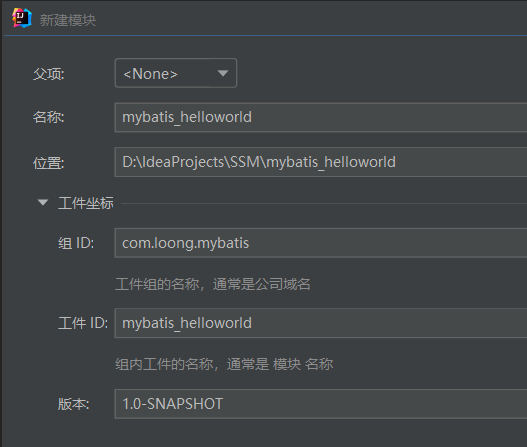 新建模块
父项: <None>
名称: mybatis_helloworld
位置: D:\IdeaProjects\SSM\mybatis_helloworld
工件坐标
组 ID: com.loong.mybatis
工件组的名称，通常是公司域名
工件 ID: mybatis_helloworld
组内工件的名称，通常是 模块 名称
版本: 1.0-SNAPSHOT